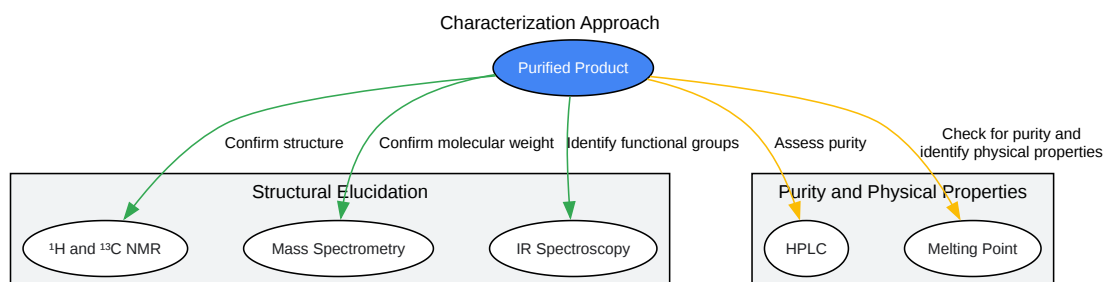 Characterization Approach
Purified Product
Confirm structure
Confirm molecular weight
Identify functional groups
Assess purity
Check for purity and
identify physical properties
Structural Elucidation
Purity and Physical Properties
¹H and ¹³C NMR
Mass Spectrometry
IR Spectroscopy
HPLC
Melting Point